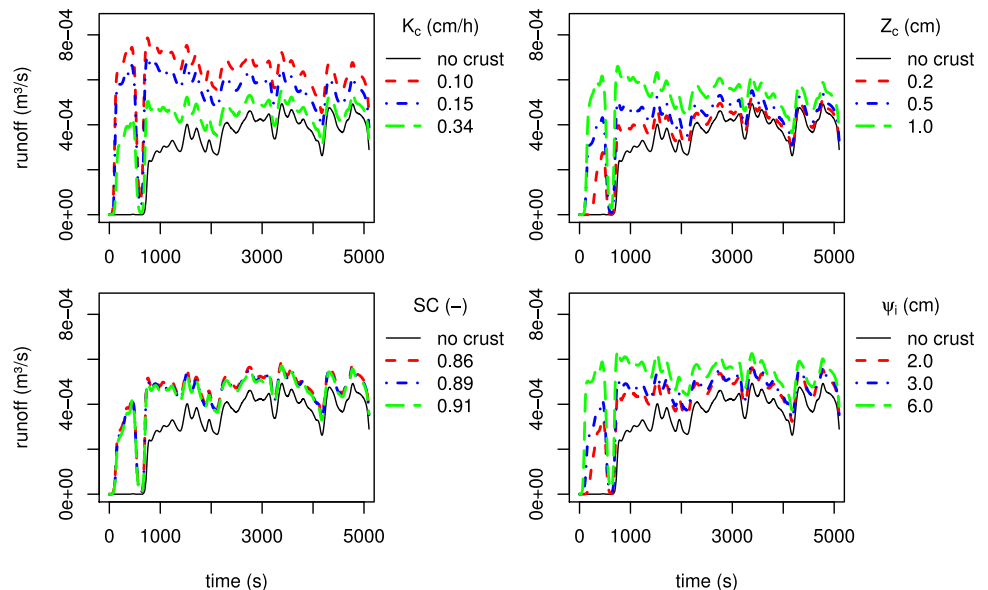 K_c (cm/h)
no crust
0.10
0.15
0.34
runoff (m³/s)
0e+00
4e-04
8e-04
0
1000
3000
5000
Z_c (cm)
no crust
0.2
0.5
1.0
0e+00
4e-04
8e-04
0
1000
3000
5000
SC (−)
no crust
0.86
0.89
0.91
runoff (m³/s)
0e+00
4e-04
8e-04
0
1000
3000
5000
time (s)
ψ_i (cm)
no crust
2.0
3.0
6.0
0e+00
4e-04
8e-04
0
1000
3000
5000
time (s)